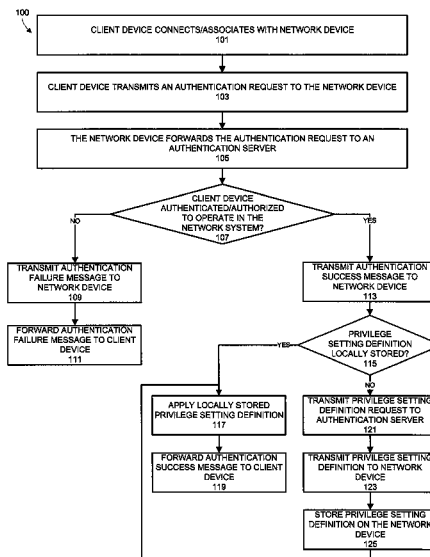 100
CLIENT DEVICE CONNECTS/ASSOCIATES WITH NETWORK DEVICE
101
CLIENT DEVICE TRANSMITS AN AUTHENTICATION REQUEST TO THE NETWORK DEVICE
103
THE NETWORK DEVICE FORWARDS THE AUTHENTICATION REQUEST TO AN
AUTHENTICATION SERVER
105
CLIENT DEVICE
AUTHENTICATED/AUTHORIZED
TO OPERATE IN THE
NETWORK SYSTEM?
107
NO
YES
TRANSMIT AUTHENTICATION
FAILURE MESSAGE TO
NETWORK DEVICE
109
TRANSMIT AUTHENTICATION
SUCCESS MESSAGE TO
NETWORK DEVICE
113
FORWARD AUTHENTICATION
FAILURE MESSAGE TO CLIENT
DEVICE
111
PRIVILEGE
SETTING DEFINITION
LOCALLY STORED?
115
YES
NO
APPLY LOCALLY STORED
PRIVILEGE SETTING DEFINITION
117
TRANSMIT PRIVILEGE SETTING
DEFINITION REQUEST TO
AUTHENTICATION SERVER
121
FORWARD AUTHENTICATION
SUCCESS MESSAGE TO CLIENT
DEVICE
119
TRANSMIT PRIVILEGE SETTING
DEFINITION TO NETWORK
DEVICE
123
STORE PRIVILEGE SETTING
DEFINITION ON THE NETWORK
DEVICE
125